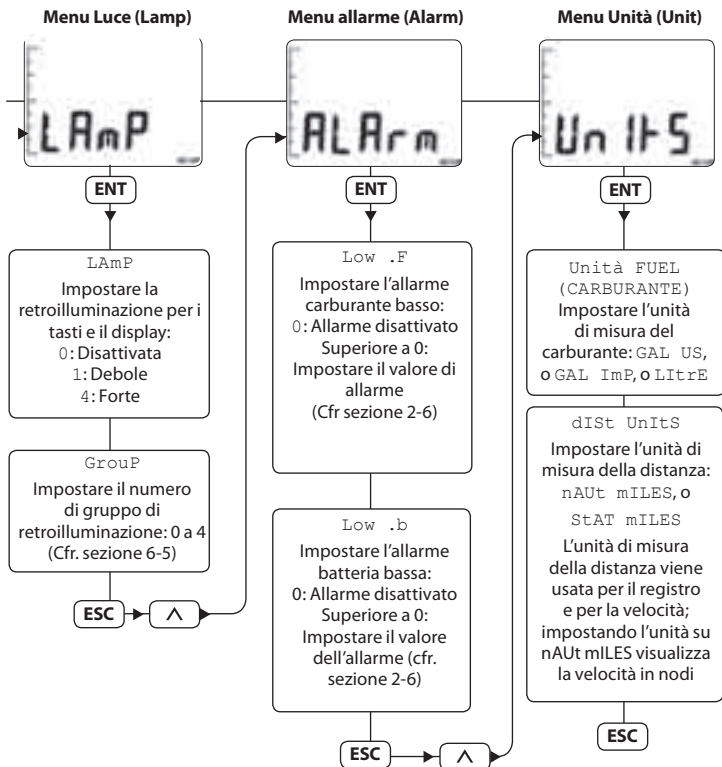 Menu Luce (Lamp)
LAmP
ENT
LAmP
Impostare la
retroilluminazione per i
tasti e il display:
0: Disattivata
1: Debole
4: Forte
GrouP
Impostare il numero
di gruppo di
retroilluminazione: 0 a 4
(Cfr. sezione 6-5)
ESC
Menu allarme (Alarm)
ALArm
ENT
Low .F
Impostare l'allarme
carburante basso:
0: Allarme disattivato
Superiore a 0:
Impostare il valore di
allarme
(Cfr sezione 2-6)
Low .b
Impostare l'allarme
batteria bassa:
0: Allarme disattivato
Superiore a 0:
Impostare il valore
dell'allarme (cfr.
sezione 2-6)
ESC
Menu Unità (Unit)
UnItS
ENT
Unità FUEL
(CARBURANTE)
Impostare l'unità
di misura del
carburante: GAL US,
o GAL ImP, o LItrE
dISt UnItS
Impostare l'unità di
misura della distanza:
nAUt mILES, o
StAT mILES
L'unità di misura
della distanza viene
usata per il registro
e per la velocità;
impostando l'unità su
nAUt mILES visualizza
la velocità in nodi
ESC